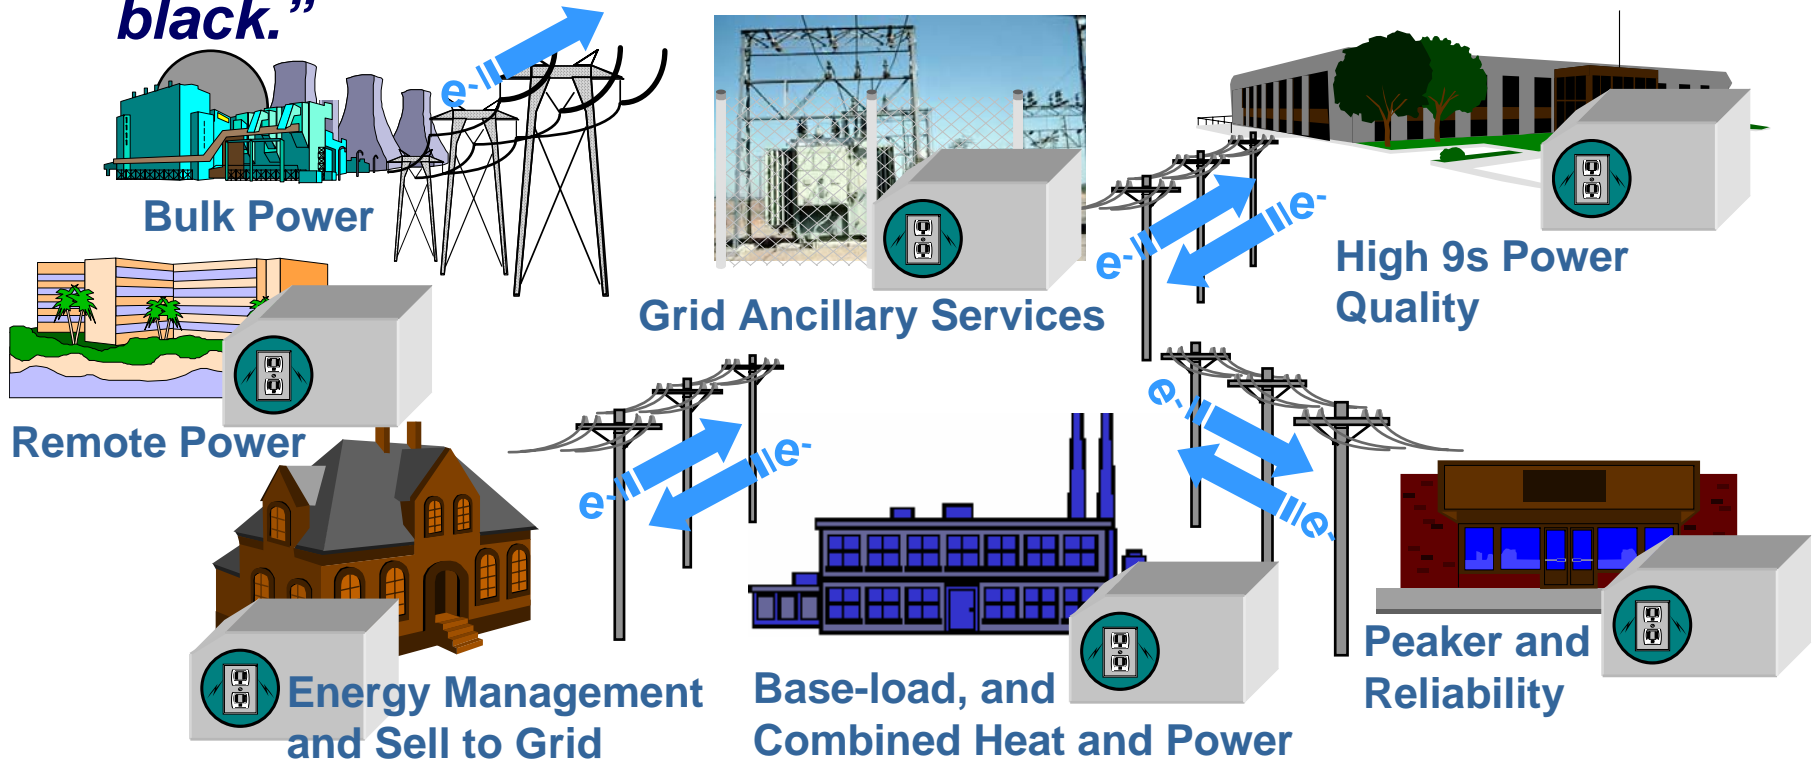 black.”
e-
Bulk Power
Grid Ancillary Services
e-
e-
High 9s Power
Quality
Remote Power
e-
e-
e-
e-
Energy Management
and Sell to Grid
Base-load, and
Combined Heat and Power
Peaker and
Reliability